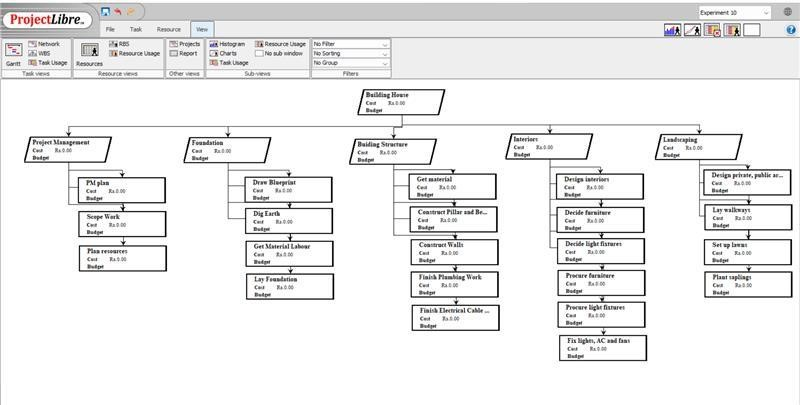 ProjectLibre
TM
Experiment 10
File Task Resource View
Network
WBS
Task Usage
Gantt
Task views
RBS
Resource Usage
Resources
Resource views
Projects
Report
Other views
Histogram
Charts
Task Usage
Resource Usage
No sub window
Sub-views
No Filter
No Sorting
No Group
Filters
Building House
Cost Rs.0.00
Budget
Project Management
Cost Rs.0.00
Budget
PM plan
Cost Rs.0.00
Budget
Scope Work
Cost Rs.0.00
Budget
Plan resources
Cost Rs.0.00
Budget
Foundation
Cost Rs.0.00
Budget
Draw Blueprint
Cost Rs.0.00
Budget
Dig Earth
Cost Rs.0.00
Budget
Get Material Labour
Cost Rs.0.00
Budget
Lay Foundation
Cost Rs.0.00
Budget
Buiding Structure
Cost Rs.0.00
Budget
Get material
Cost Rs.0.00
Budget
Construct Pillar and Be...
Cost Rs.0.00
Budget
Construct Walls
Cost Rs.0.00
Budget
Finish Plumbing Work
Cost Rs.0.00
Budget
Finish Electrical Cable ...
Cost Rs.0.00
Budget
Interiors
Cost Rs.0.00
Budget
Design interiors
Cost Rs.0.00
Budget
Decide furniture
Cost Rs.0.00
Budget
Decide light fixtures
Cost Rs.0.00
Budget
Procure furniture
Cost Rs.0.00
Budget
Procure light fixtures
Cost Rs.0.00
Budget
Fix lights, AC and fans
Cost Rs.0.00
Budget
Landscaping
Cost Rs.0.00
Budget
Design private, public ar...
Cost Rs.0.00
Budget
Lay walkways
Cost Rs.0.00
Budget
Set up lawns
Cost Rs.0.00
Budget
Plant saplings
Cost Rs.0.00
Budget